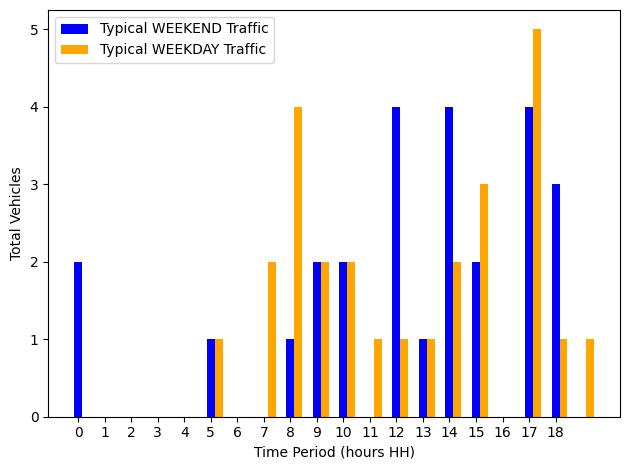 Typical WEEKEND Traffic
Typical WEEKDAY Traffic
5
4
3
2
1
0
Total Vehicles
0 1 2 3 4 5 6 7 8 9 10 11 12 13 14 15 16 17 18
Time Period (hours HH)